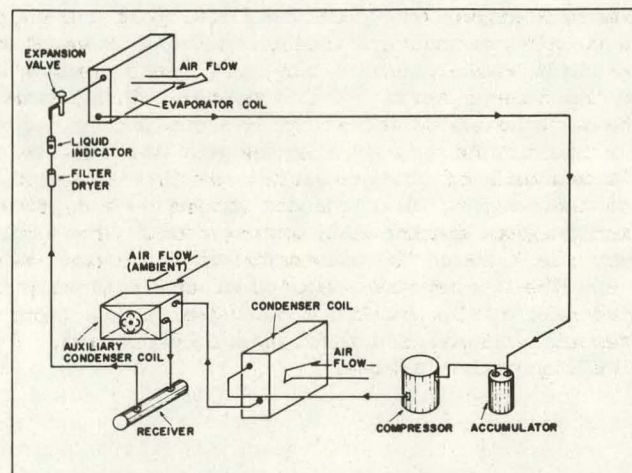 EXPANSION
VALVE
AIR FLOW
EVAPORATOR COIL
LIQUID
INDICATOR
FILTER
DRYER
AIR FLOW
(AMBIENT)
CONDENSER COIL
AUXILIARY
CONDENSER COIL
AIR
FLOW
RECEIVER
COMPRESSOR
ACCUMULATOR